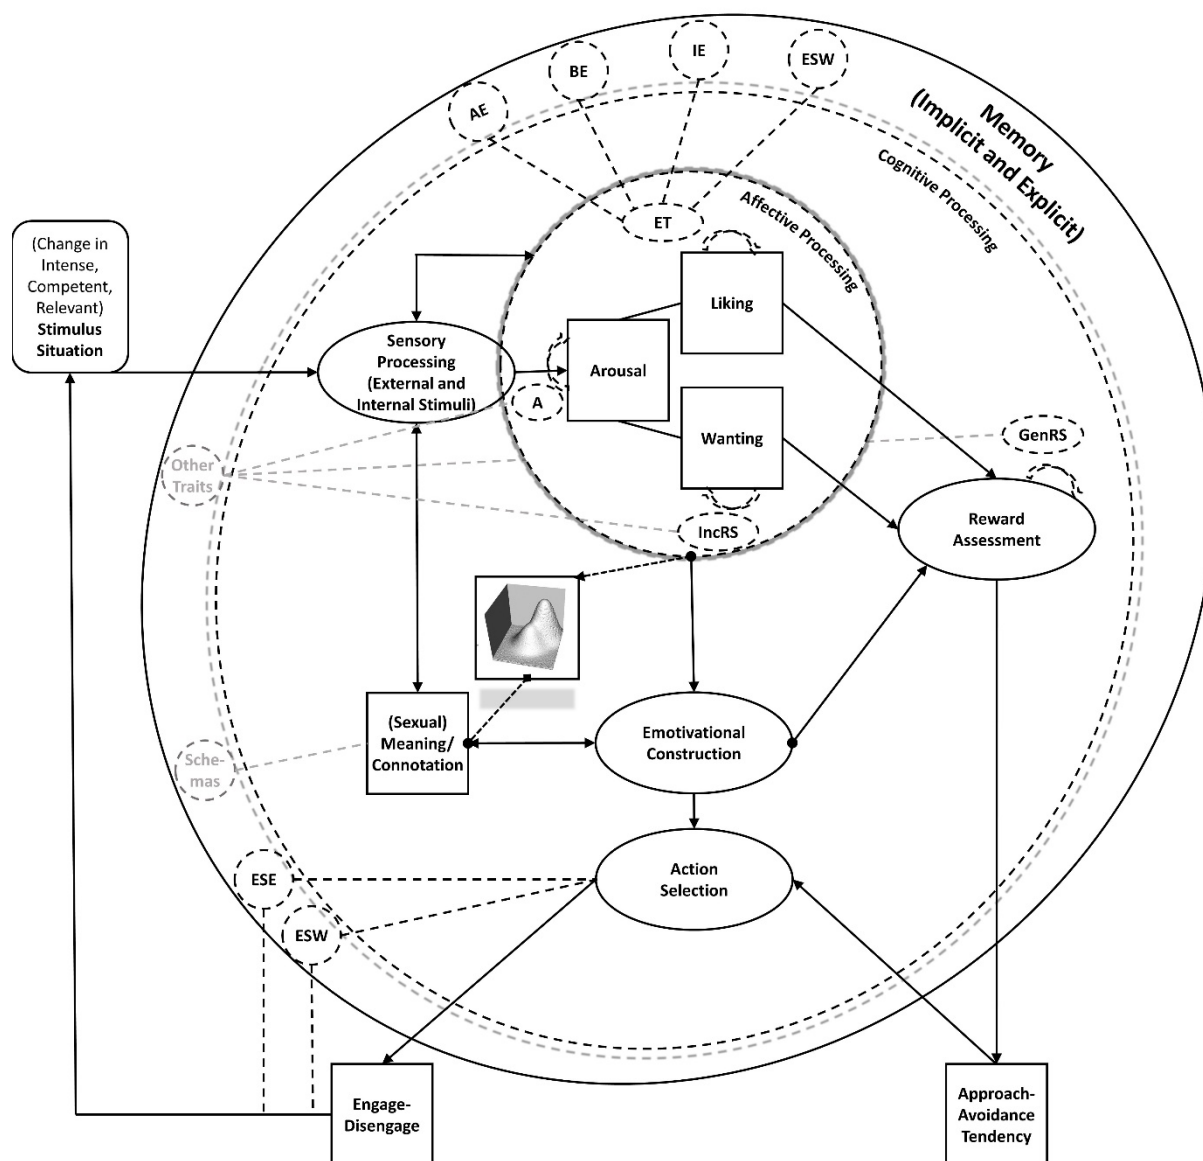 IE
ESW
BE
AE
Memory
(Implicit and Explicit)
Cognitive Processing
Affective Processing
ET
(Change in
Intense,
Competent,
Relevant)
Stimulus
Situation
Liking
Sensory
Processing
(External and
Internal Stimuli)
Arousal
A
Wanting
GenRS
Other
Traits
IncRS
Reward
Assessment
(Sexual)
Meaning/
Connotation
Emotivational
Construction
Sche-
mas
Action
Selection
ESE
ESW
Engage-
Disengage
Approach-
Avoidance
Tendency